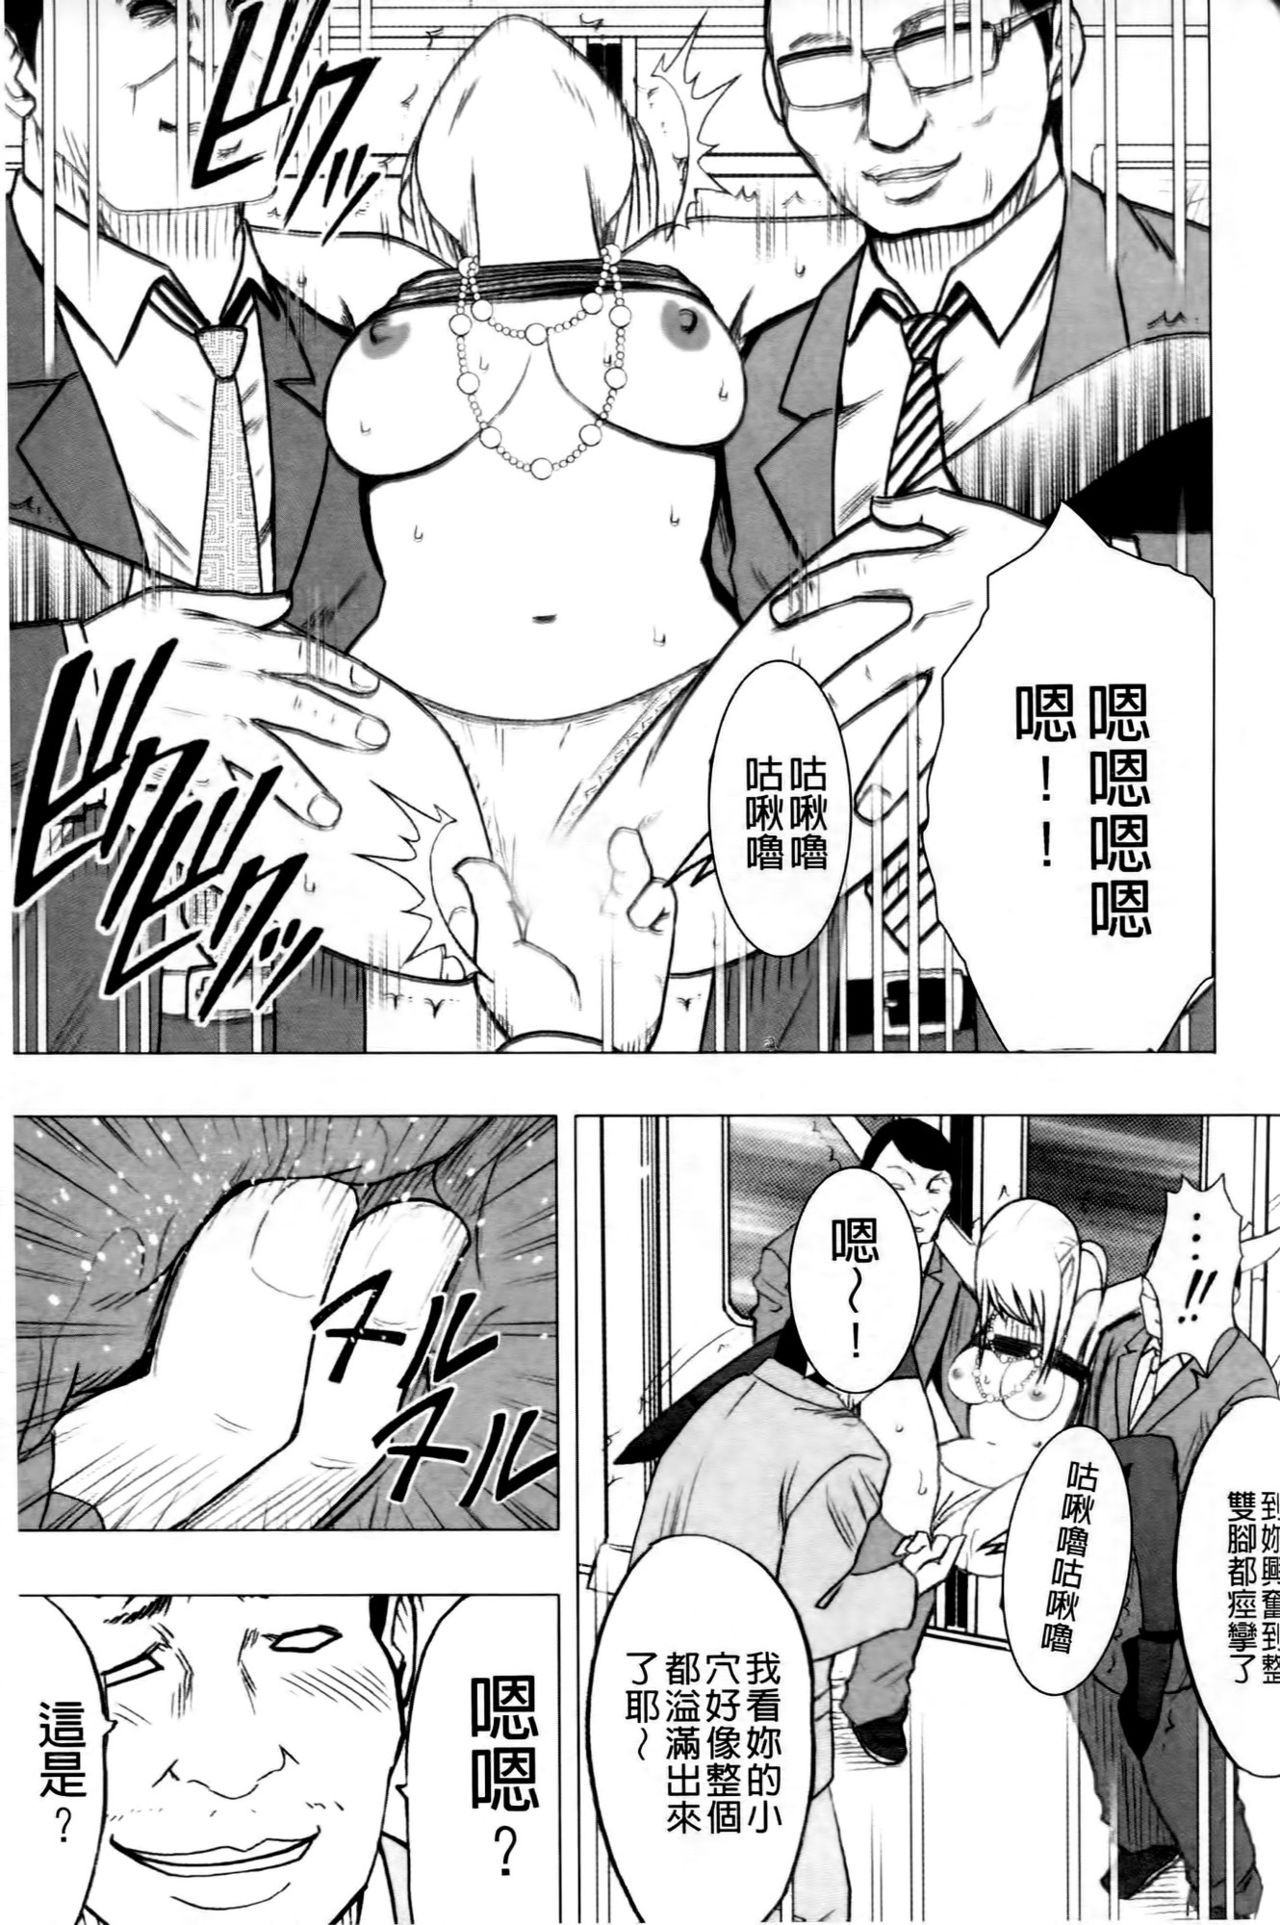 ビクッ
嗯嗯嗯嗯
嗯！！
咕啾嚕
咕啾嚕
ビクッ
ビクッ
…!!
到妳興奮到整
雙腳都痙攣了
嗯～！
咕啾嚕咕啾嚕
我看妳的小
穴好像整個
都溢滿出來
了耶～
ヌル
ヌル
嗯嗯？
這是？